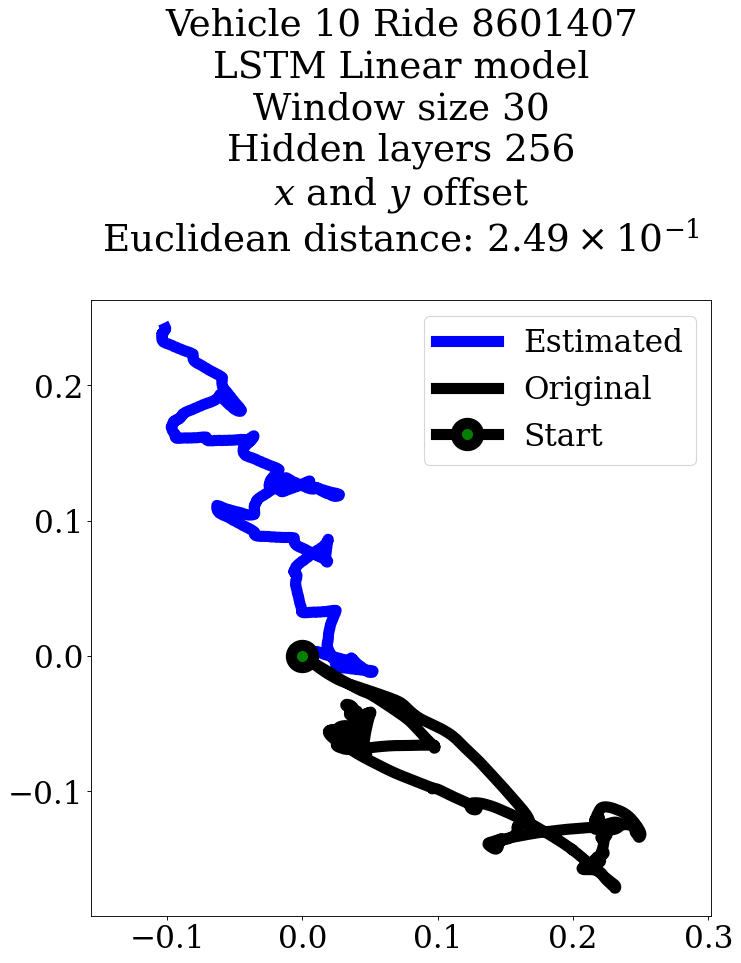 Vehicle 10 Ride 8601407
LSTM Linear model
Window size 30
Hidden layers 256
x and y offset
Euclidean distance: 2.49 × 10⁻¹
Estimated
Original
Start
0.2
0.1
0.0
−0.1
−0.1 0.0 0.1 0.2 0.3